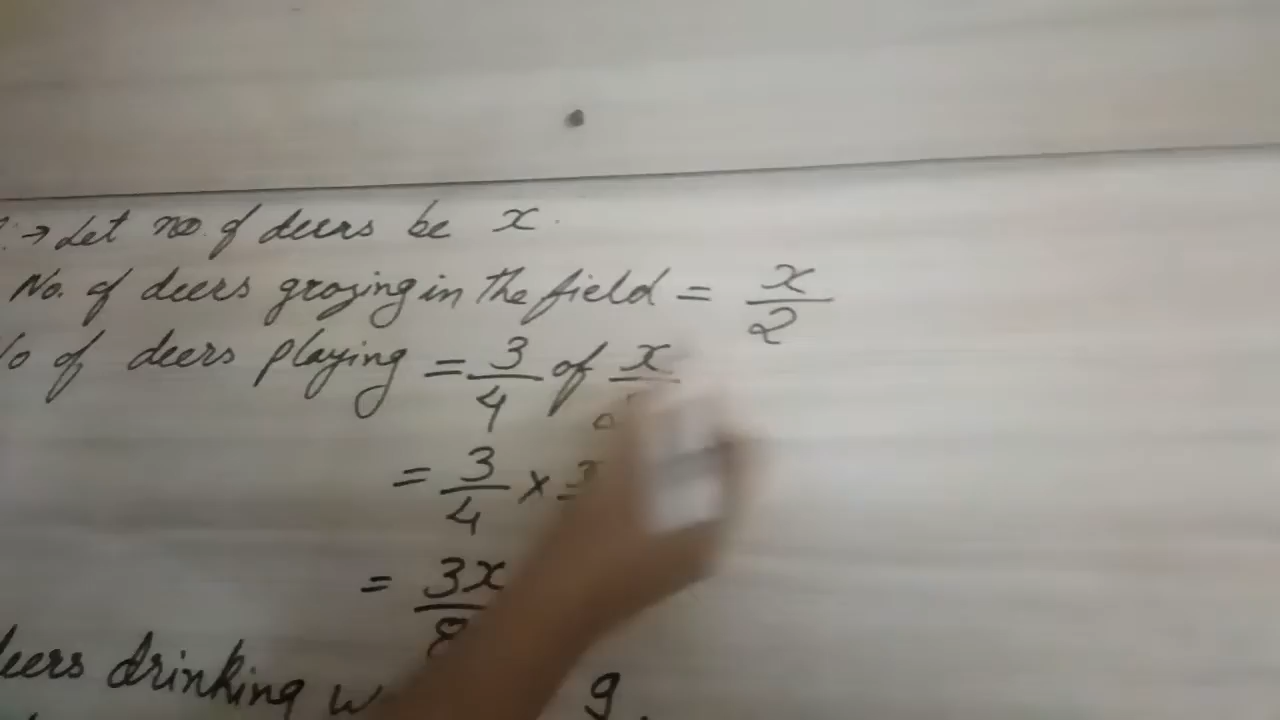 → Let no. of deers be x.
No. of deers grazing in the field = x/2
of deers playing = 3/4 of x
= 3/4 ×
= 3x
drinking 9.